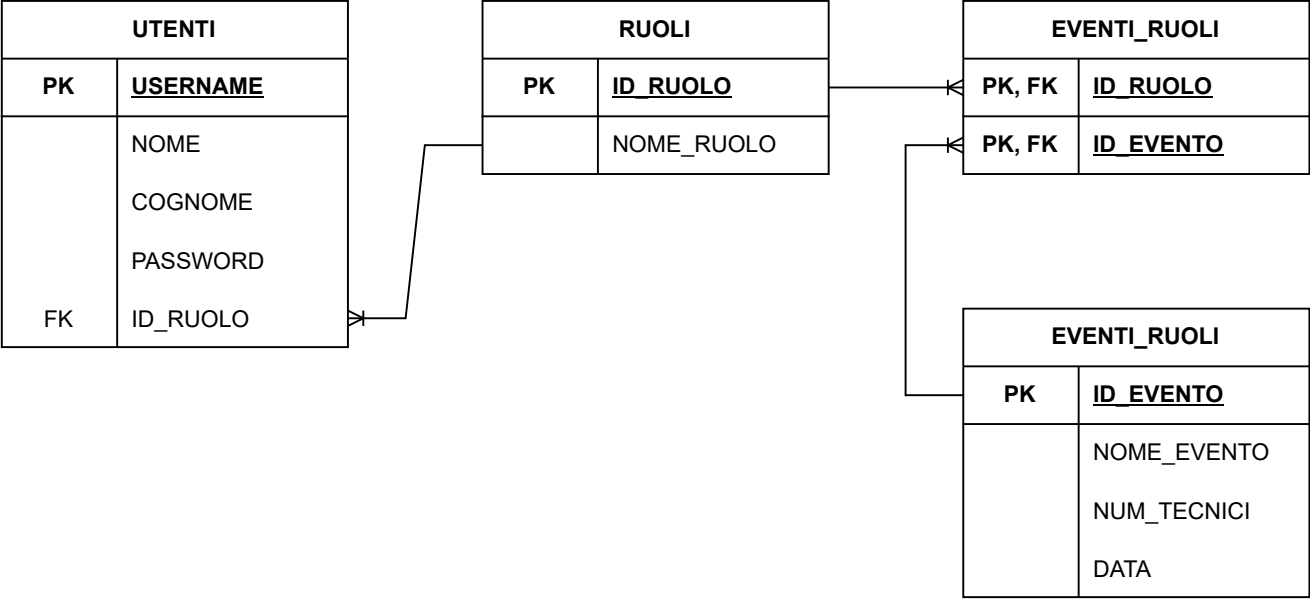 UTENTI
PK USERNAME
NOME
COGNOME
PASSWORD
FK ID_RUOLO
RUOLI
PK ID_RUOLO
NOME_RUOLO
EVENTI_RUOLI
PK, FK ID_RUOLO
PK, FK ID_EVENTO
EVENTI_RUOLI
PK ID_EVENTO
NOME_EVENTO
NUM_TECNICI
DATA